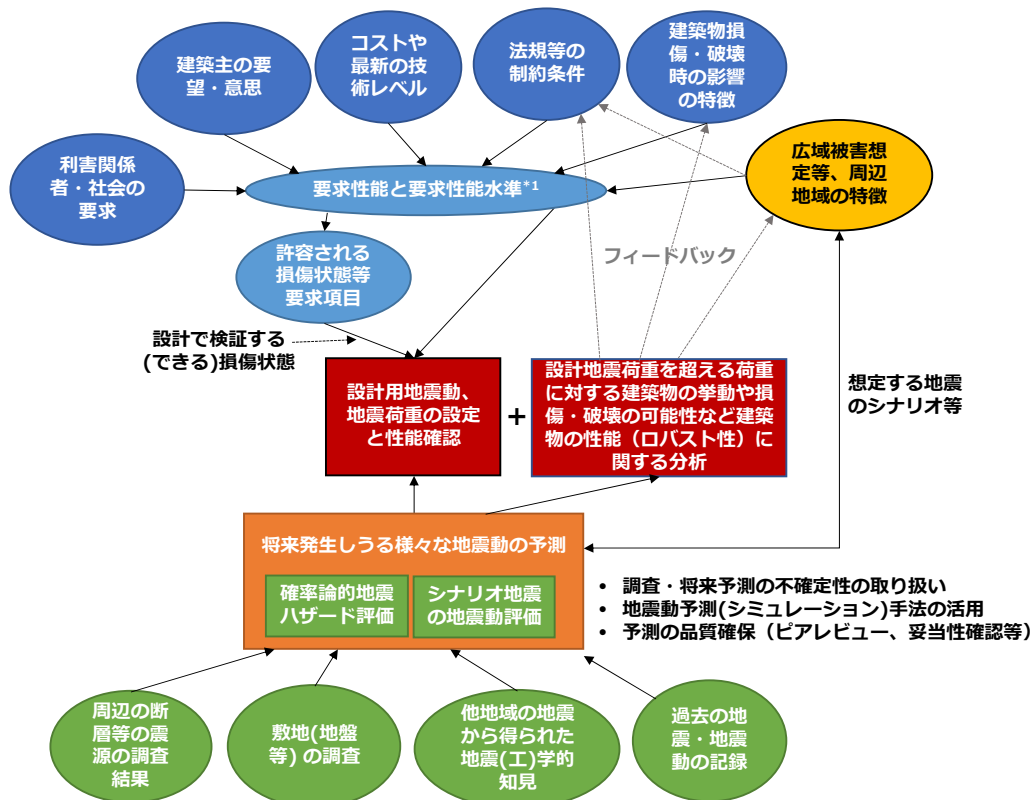 建築主の要
望・意思
コストや
最新の技
術レベル
法規等の
制約条件
建築物損
傷・破壊
時の影響
の特徴
利害関係
者・社会の
要求
要求性能と要求性能水準*1
広域被害想
定等、周辺
地域の特徴
許容される
損傷状態等
要求項目
フィードバック
設計で検証する
(できる)損傷状態
設計用地震動、
地震荷重の設定
と性能確認
+
設計地震荷重を超える荷重
に対する建築物の挙動や損
傷・破壊の可能性など建築
物の性能（ロバスト性）に
関する分析
想定する地震
のシナリオ等
将来発生しうる様々な地震動の予測
確率論的地震
ハザード評価
シナリオ地震
の地震動評価
• 調査・将来予測の不確定性の取り扱い
• 地震動予測(シミュレーション)手法の活用
• 予測の品質確保（ピアレビュー、妥当性確認等）
周辺の断
層等の震
源の調査
結果
敷地(地盤
等) の調査
他地域の地震
から得られた
地震(工)学的
知見
過去の地
震・地震
動の記録